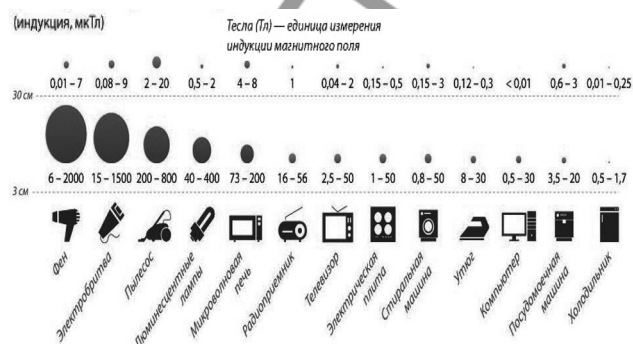 (индукция, мкТл)
Тесла (Тл) — единица измерения
индукции магнитного поля
0,01 – 7 0,08 – 9 2 – 20 0,5 – 2 4 – 8 1 0,04 – 2 0,15 – 0,5 0,15 – 3 0,12 – 0,3 < 0,01 0,6 – 3 0,01 – 0,25
30 см
6 – 2000 15 – 1500 200 – 800 40 – 400 73 – 200 16 – 56 2,5 – 50 1 – 50 0,8 – 50 8 – 30 0,5 – 30 3,5 – 20 0,5 – 1,7
3 см
Фен
Электробритва
Пылесос
Люминесцентные
лампы
Микроволновая
печь
Радиоприемник
Телевизор
Электрическая
плита
Стиральная
машина
Утюг
Компьютер
Посудомоечная
машина
Холодильник